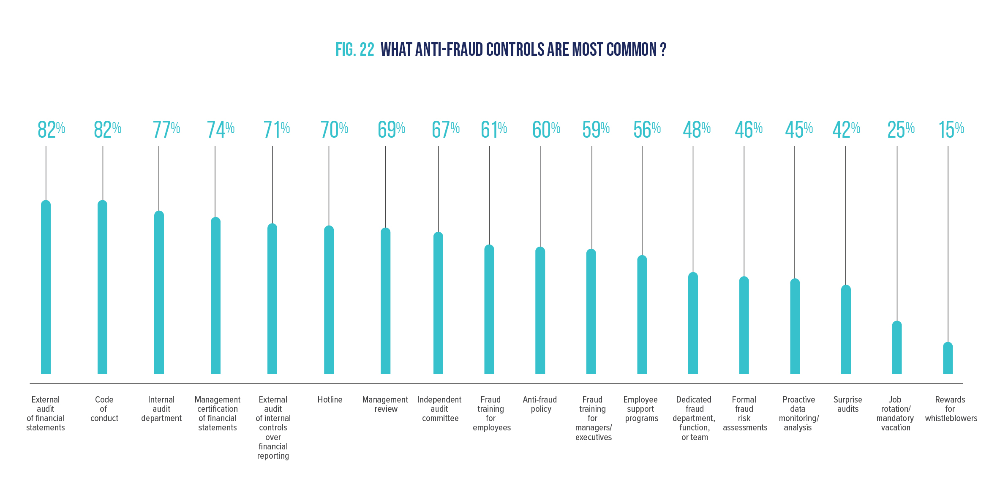 FIG. 22 WHAT ANTI-FRAUD CONTROLS ARE MOST COMMON ?
82% 82% 77% 74% 71% 70% 69% 67% 61% 60% 59% 56% 48% 46% 45% 42% 25% 15%
External
audit
of financial
statements
Code
of
conduct
Internal
audit
department
Management
certification
of financial
statements
External
audit
of internal
controls
over
financial
reporting
Hotline
Management
review
Independent
audit
committee
Fraud
training
for
employees
Anti-fraud
policy
Fraud
training
for
managers/
executives
Employee
support
programs
Dedicated
fraud
department,
function,
or team
Formal
fraud
risk
assessments
Proactive
data
monitoring/
analysis
Surprise
audits
Job
rotation/
mandatory
vacation
Rewards
for
whistleblowers